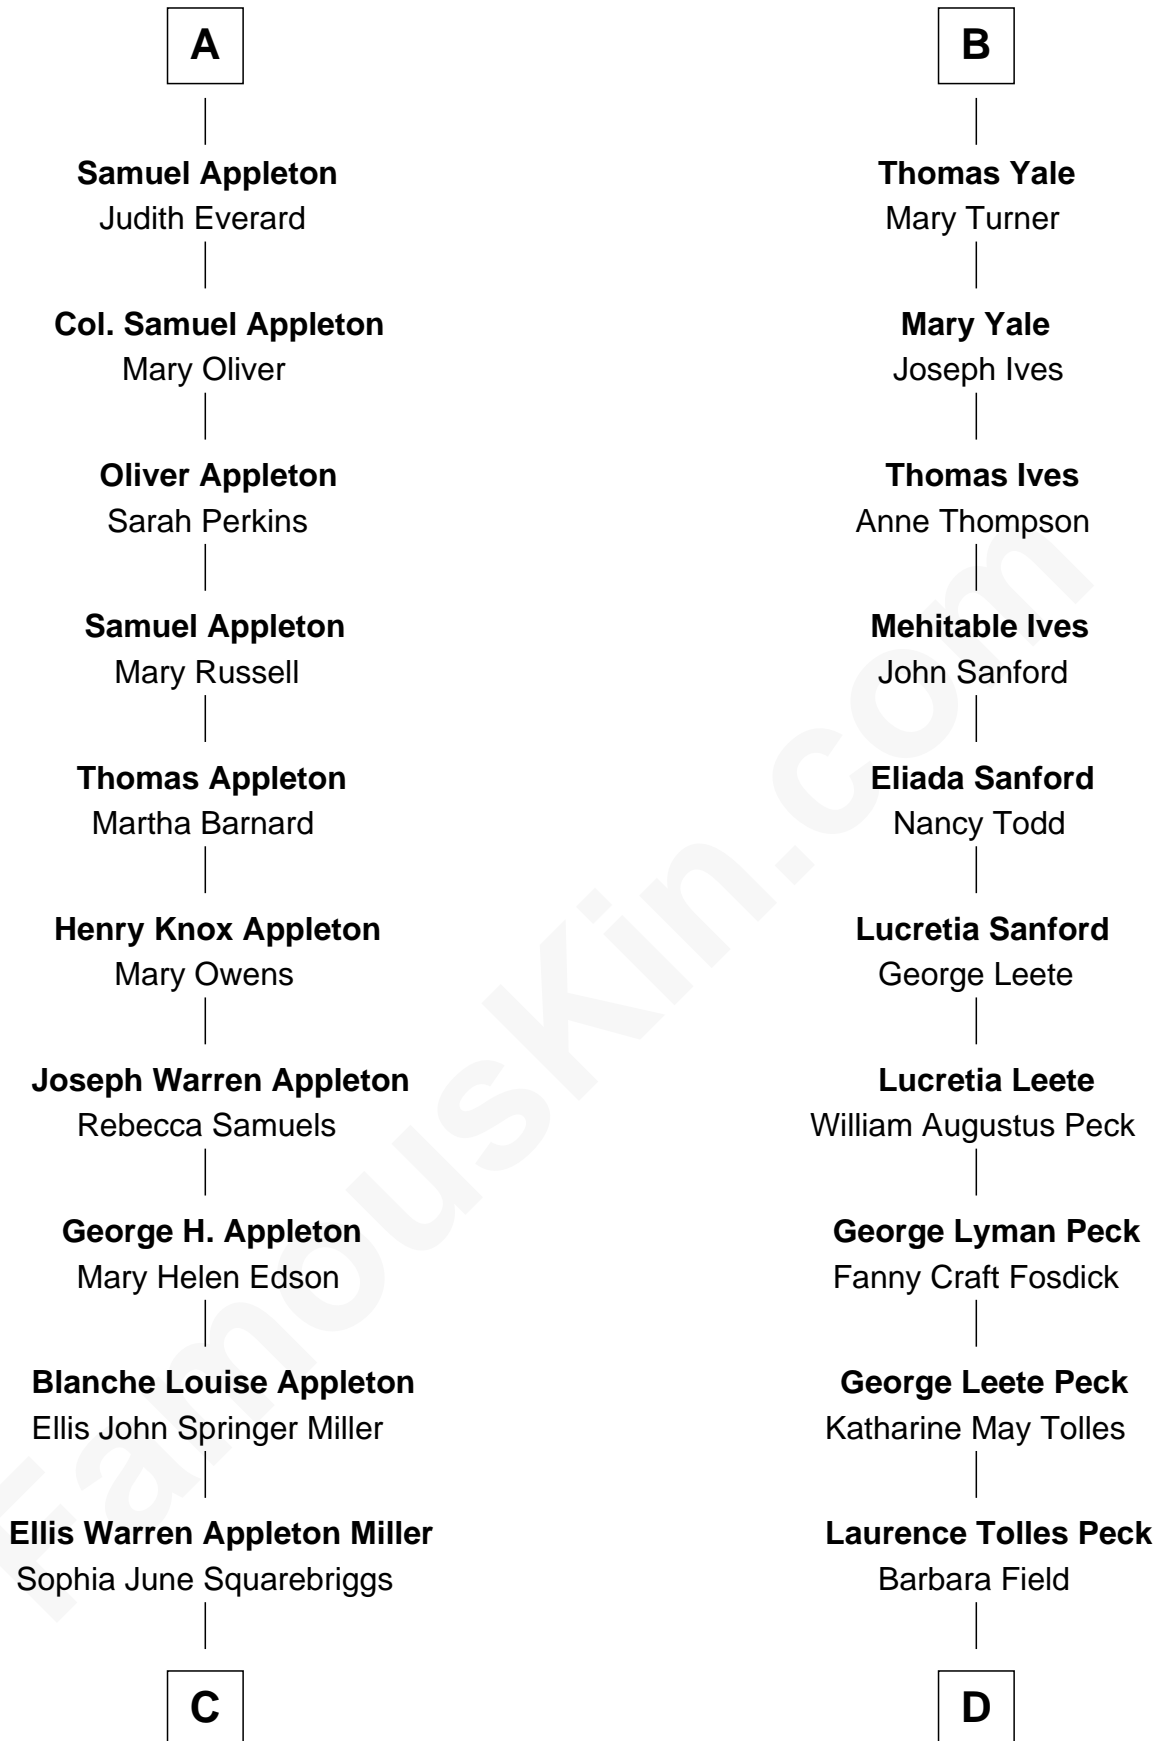 A
Samuel Appleton
Judith Everard
Col. Samuel Appleton
Mary Oliver
Oliver Appleton
Sarah Perkins
Samuel Appleton
Mary Russell
Thomas Appleton
Martha Barnard
Henry Knox Appleton
Mary Owens
Joseph Warren Appleton
Rebecca Samuels
George H. Appleton
Mary Helen Edson
Blanche Louise Appleton
Ellis John Springer Miller
Ellis Warren Appleton Miller
Sophia June Squarebriggs
C
B
Thomas Yale
Mary Turner
Mary Yale
Joseph Ives
Thomas Ives
Anne Thompson
Mehitable Ives
John Sanford
Eliada Sanford
Nancy Todd
Lucretia Sanford
George Leete
Lucretia Leete
William Augustus Peck
George Lyman Peck
Fanny Craft Fosdick
George Leete Peck
Katharine May Tolles
Laurence Tolles Peck
Barbara Field
D
FamousKin.com